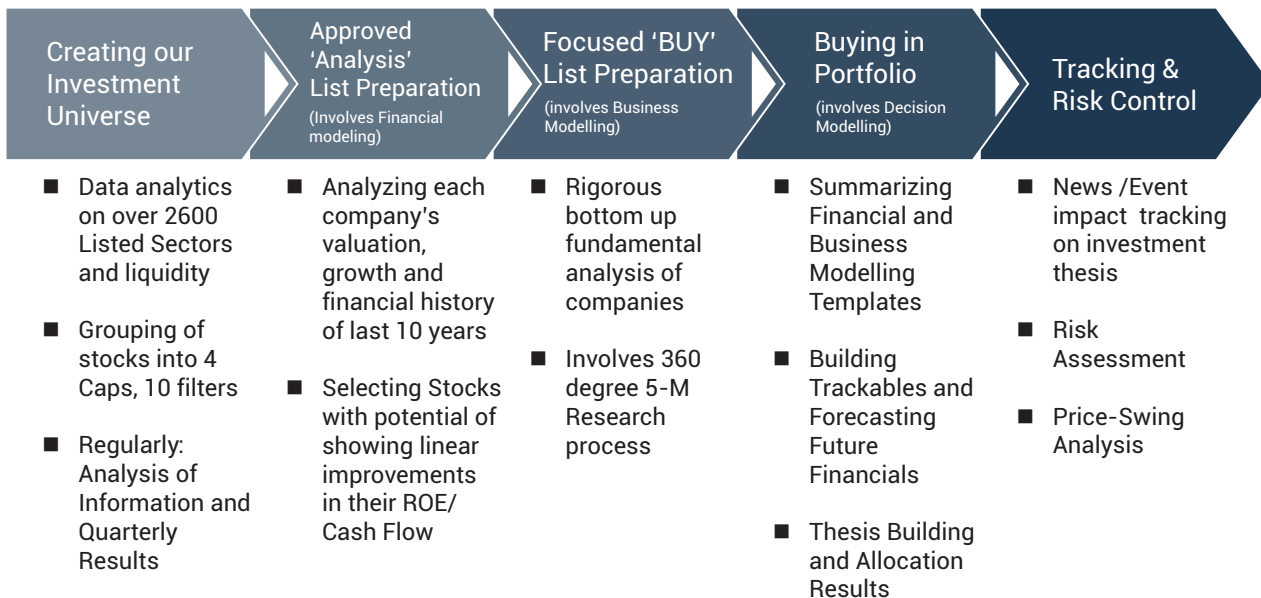 Creating our
Investment
Universe
Approved
‘Analysis’
List Preparation
(Involves Financial
modeling)
Focused ‘BUY’
List Preparation
(involves Business
Modelling)
Buying in
Portfolio
(involves Decision
Modelling)
Tracking &
Risk Control
Data analytics
on over 2600
Listed Sectors
and liquidity
Grouping of
stocks into 4
Caps, 10 filters
Regularly:
Analysis of
Information and
Quarterly
Results
Analyzing each
company’s
valuation,
growth and
financial history
of last 10 years
Selecting Stocks
with potential of
showing linear
improvements
in their ROE/
Cash Flow
Rigorous
bottom up
fundamental
analysis of
companies
Involves 360
degree 5-M
Research
process
Summarizing
Financial and
Business
Modelling
Templates
Building
Trackables and
Forecasting
Future
Financials
Thesis Building
and Allocation
Results
News /Event
impact tracking
on investment
thesis
Risk
Assessment
Price-Swing
Analysis